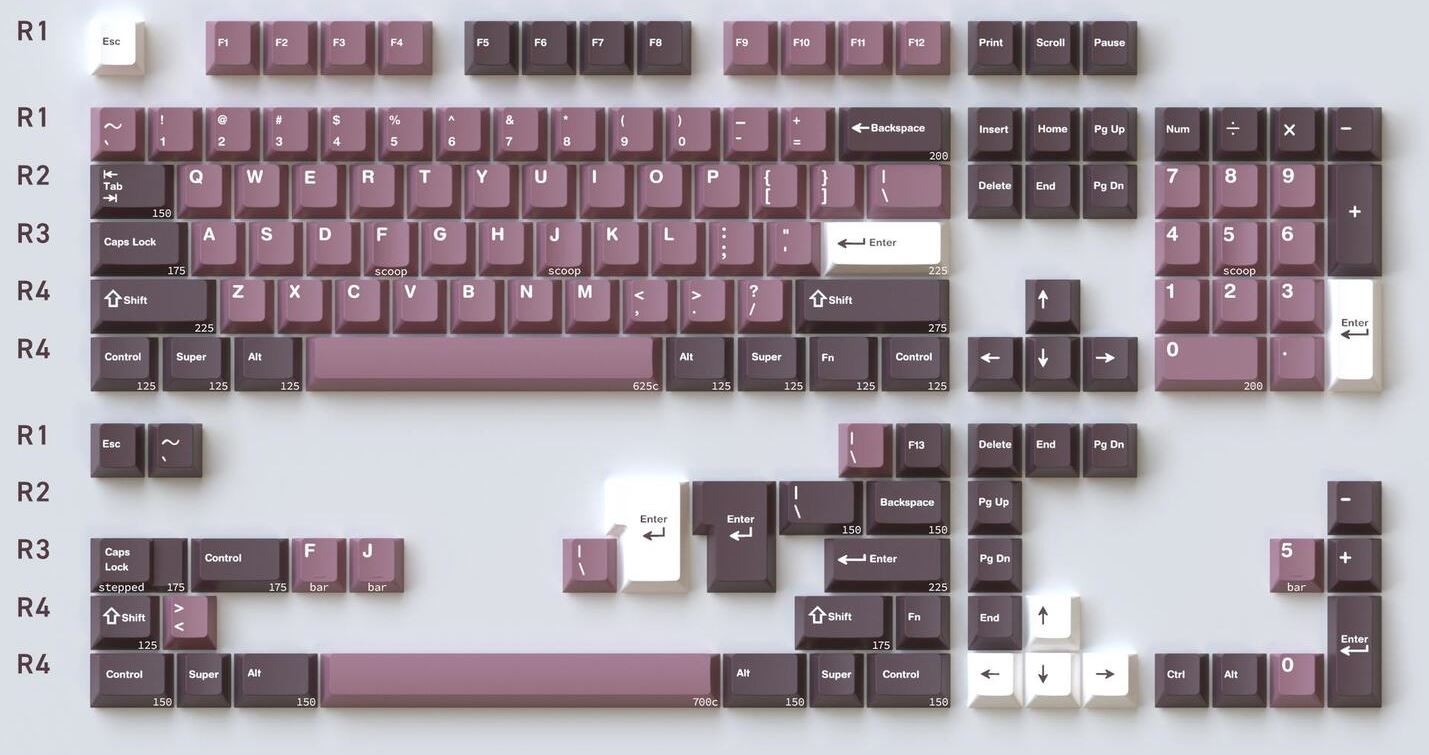 R1 Esc F1 F2 F3 F4 F5 F6 F7 F8 F9 F10 F11 F12 Print Scroll Pause
R1 ~ ` ! 1 @ 2 # 3 $ 4 % 5 ^ 6 & 7 * 8 ( 9 ) 0 _ - + = ← Backspace 200 Insert Home Pg Up Num ÷ × −
R2 Tab 150 Q W E R T Y U I O P { [ } ] | \ Delete End Pg Dn 7 8 9 +
R3 Caps Lock 175 A S D F scoop G H J scoop K L : ; " ' Enter 225 4 5 scoop 6
R4 Shift 225 Z X C V B N M < , > . ? / Shift 275 ↑ 1 2 3 Enter
R4 Control 125 Super 125 Alt 125 625c Alt 125 Super 125 Fn 125 Control 125 ← ↓ → 0 200 .
R1 Esc ~ ` | \ F13 Delete End Pg Dn
R2 Enter Enter | \ 150 Backspace 150 Pg Up −
R3 Caps Lock stepped 175 Control 175 F bar J bar | \ Enter 225 Pg Dn 5 bar +
R4 Shift 125 > < Shift 175 Fn End ↑ Enter
R4 Control 150 Super Alt 150 700c Alt 150 Super Control 150 ← ↓ → Ctrl Alt 0